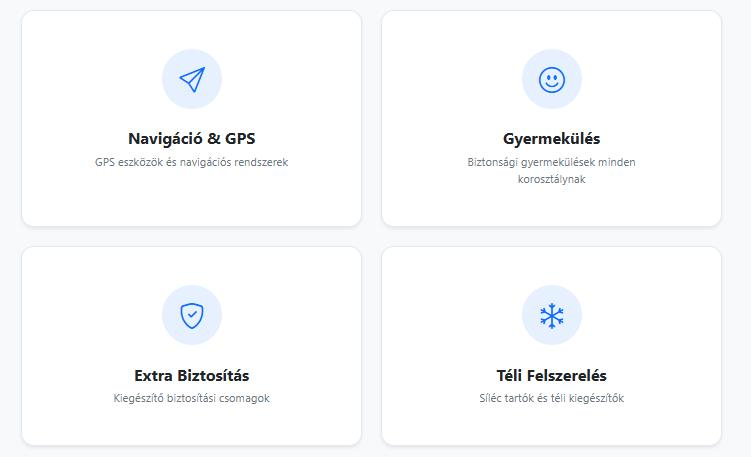 Navigáció & GPS
GPS eszközök és navigációs rendszerek
Gyermekülés
Biztonsági gyermekülések minden
korosztálynak
Extra Biztosítás
Kiegészítő biztosítási csomagok
Téli Felszerelés
Síléc tartók és téli kiegészítők